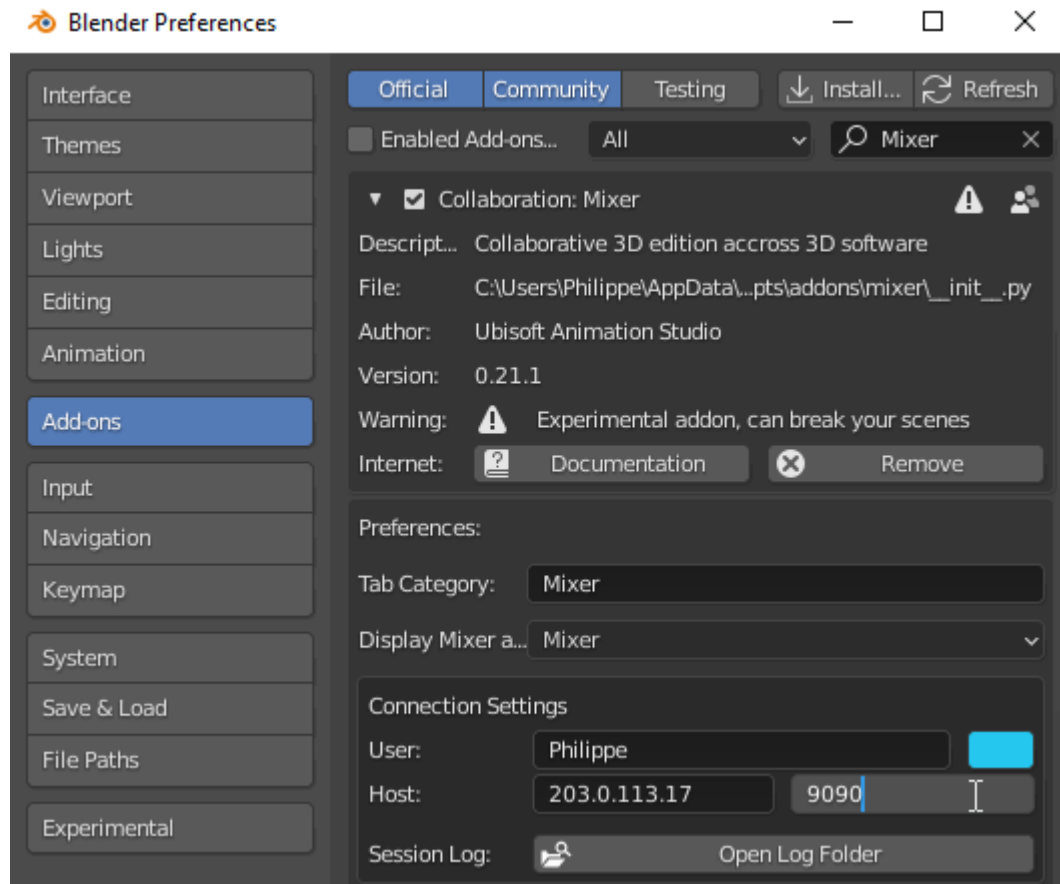 Blender Preferences
Interface
Themes
Viewport
Lights
Editing
Animation
Add-ons
Input
Navigation
Keymap
System
Save & Load
File Paths
Experimental
Official Community Testing Install... Refresh
Enabled Add-ons... All Mixer
Collaboration: Mixer
Descript... Collaborative 3D edition accross 3D software
File: C:\Users\Philippe\AppData\...pts\addons\mixer\__init__.py
Author: Ubisoft Animation Studio
Version: 0.21.1
Warning: Experimental addon, can break your scenes
Internet: Documentation Remove
Preferences:
Tab Category: Mixer
Display Mixer a... Mixer
Connection Settings
User: Philippe
Host: 203.0.113.17 9090
Session Log: Open Log Folder